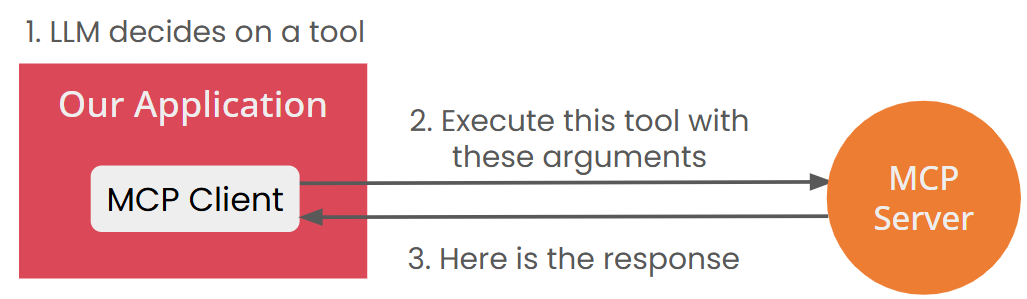 1. LLM decides on a tool
Our Application
MCP Client
2. Execute this tool with
these arguments
3. Here is the response
MCP
Server